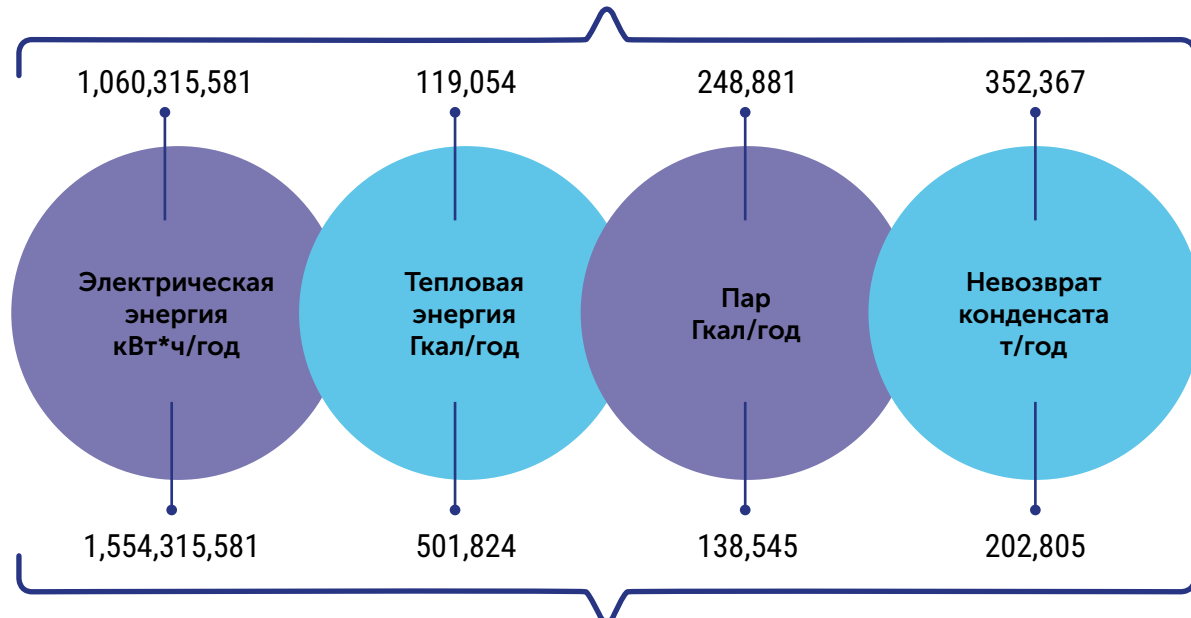 1,060,315,581 119,054 248,881 352,367
Электрическая
энергия
кВт*ч/год
Тепловая
энергия
Гкал/год
Пар
Гкал/год
Невозврат
конденсата
т/год
1,554,315,581 501,824 138,545 202,805